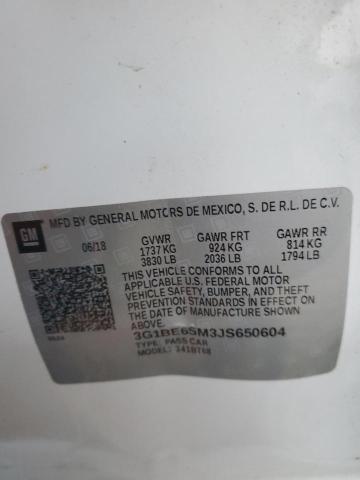 MFD BY GENERAL MOTORS DE MEXICO, S. DE R.L. DE C.V.
GM
06/18 GVWR GAWR FRT GAWR RR
1737 KG 924 KG 814 KG
3830 LB 2036 LB 1794 LB
THIS VEHICLE CONFORMS TO ALL
APPLICABLE U.S. FEDERAL MOTOR
VEHICLE SAFETY, BUMPER, AND THEFT
PREVENTION STANDARDS IN EFFECT ON
THE DATE OF MANUFACTURE SHOWN
ABOVE.
3G1BE6SM3JS650604
TYPE: PASS CAR
MODEL: 141BT68